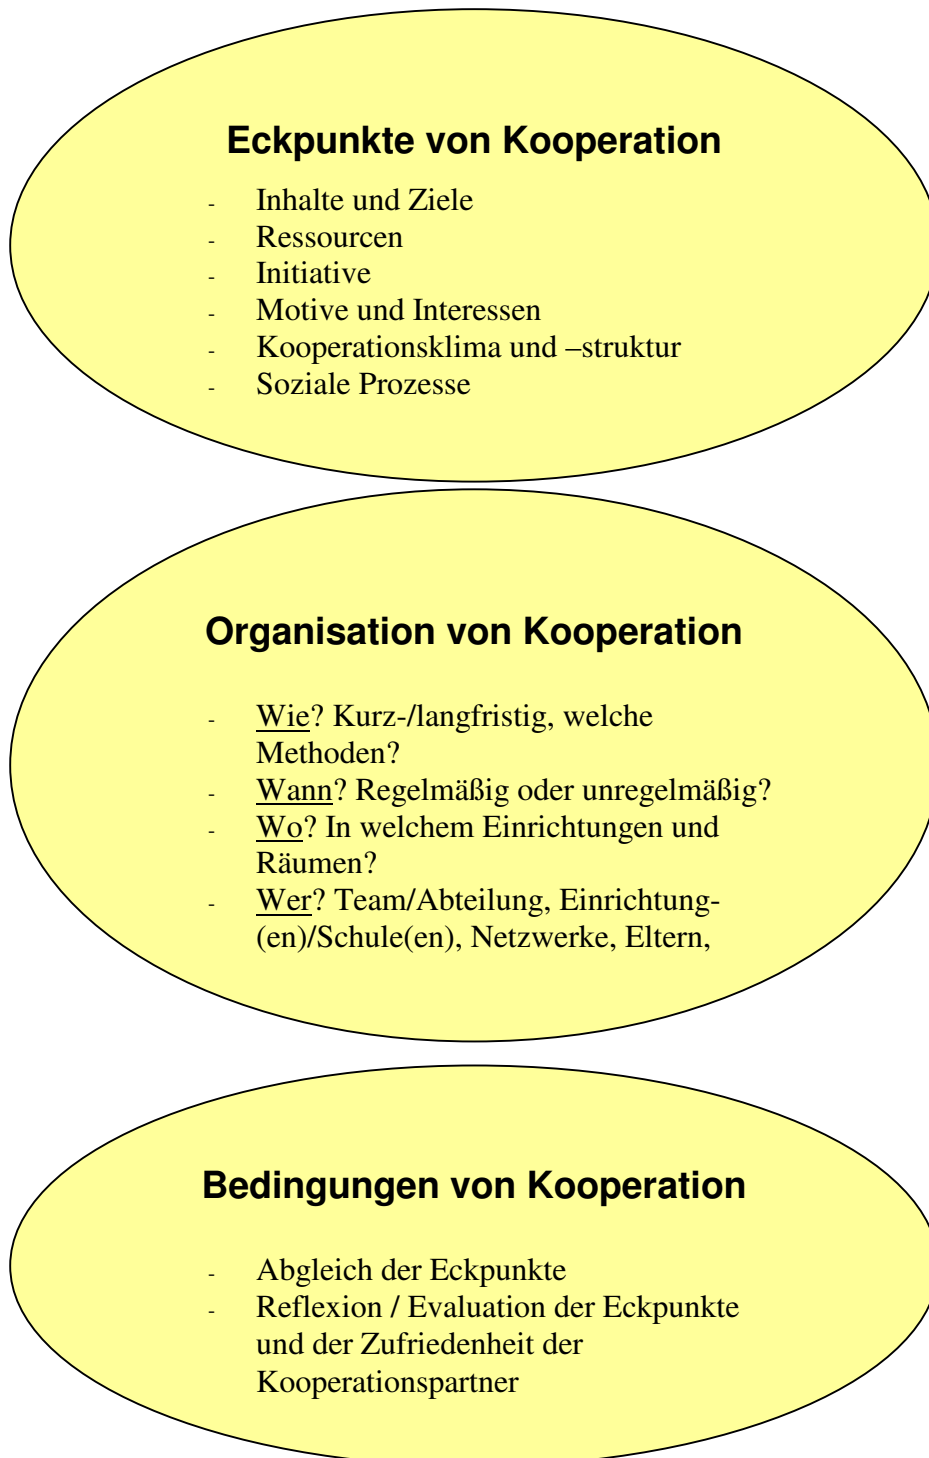 Eckpunkte von Kooperation
- Inhalte und Ziele
- Ressourcen
- Initiative
- Motive und Interessen
- Kooperationsklima und –struktur
- Soziale Prozesse
Organisation von Kooperation
- Wie? Kurz-/langfristig, welche
Methoden?
- Wann? Regelmäßig oder unregelmäßig?
- Wo? In welchem Einrichtungen und
Räumen?
- Wer? Team/Abteilung, Einrichtung-
(en)/Schule(en), Netzwerke, Eltern,
Bedingungen von Kooperation
- Abgleich der Eckpunkte
- Reflexion / Evaluation der Eckpunkte
und der Zufriedenheit der
Kooperationspartner